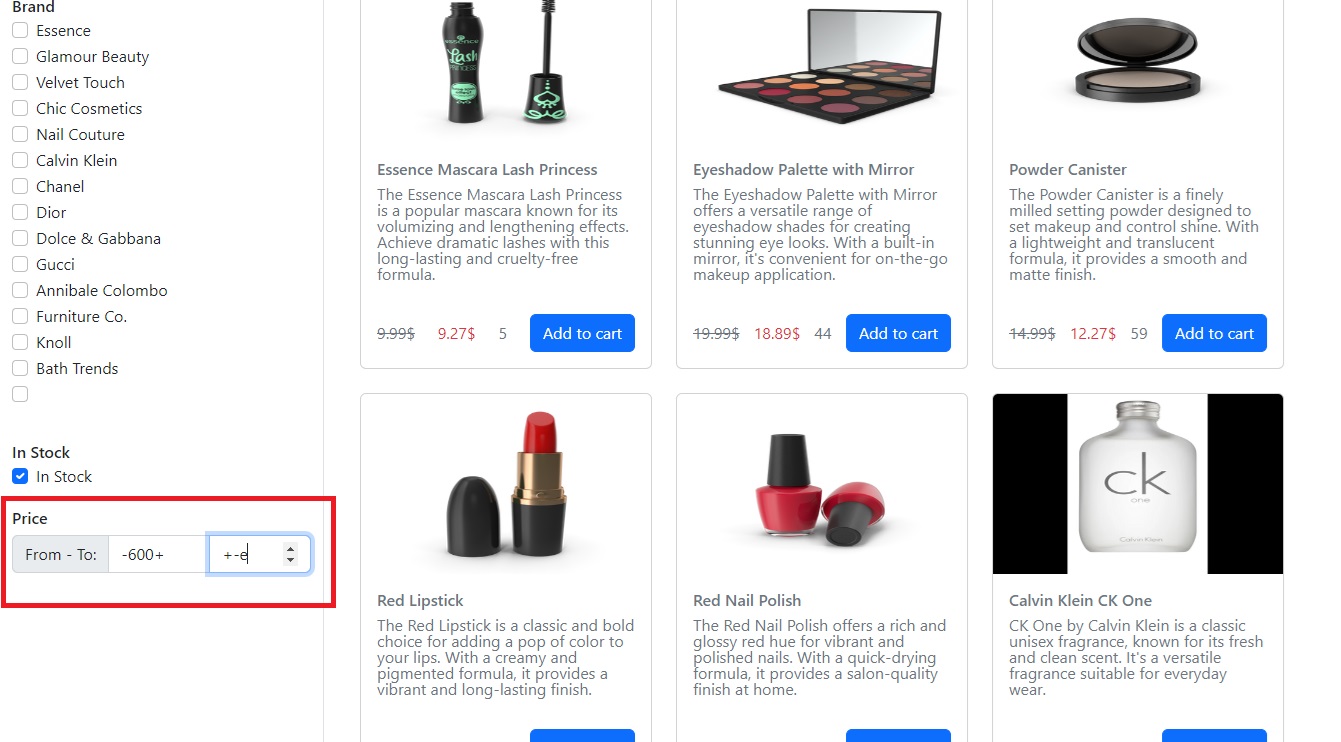 Brand
Essence
Glamour Beauty
Velvet Touch
Chic Cosmetics
Nail Couture
Calvin Klein
Chanel
Dior
Dolce & Gabbana
Gucci
Annibale Colombo
Furniture Co.
Knoll
Bath Trends
In Stock
In Stock
Price
From - To:
-600+
+-e
essence
Lash
PRINCESS
Essence Mascara Lash Princess
The Essence Mascara Lash Princess
is a popular mascara known for its
volumizing and lengthening effects.
Achieve dramatic lashes with this
long-lasting and cruelty-free
formula.
9.99$ 9.27$ 5 Add to cart
Eyeshadow Palette with Mirror
The Eyeshadow Palette with Mirror
offers a versatile range of
eyeshadow shades for creating
stunning eye looks. With a built-in
mirror, it's convenient for on-the-go
makeup application.
19.99$ 18.89$ 44 Add to cart
Powder Canister
The Powder Canister is a finely
milled setting powder designed to
set makeup and control shine. With
a lightweight and translucent
formula, it provides a smooth and
matte finish.
14.99$ 12.27$ 59 Add to cart
Red Lipstick
The Red Lipstick is a classic and bold
choice for adding a pop of color to
your lips. With a creamy and
pigmented formula, it provides a
vibrant and long-lasting finish.
Red Nail Polish
The Red Nail Polish offers a rich and
glossy red hue for vibrant and
polished nails. With a quick-drying
formula, it provides a salon-quality
finish at home.
ck
one
Calvin Klein
Calvin Klein CK One
CK One by Calvin Klein is a classic
unisex fragrance, known for its fresh
and clean scent. It's a versatile
fragrance suitable for everyday
wear.